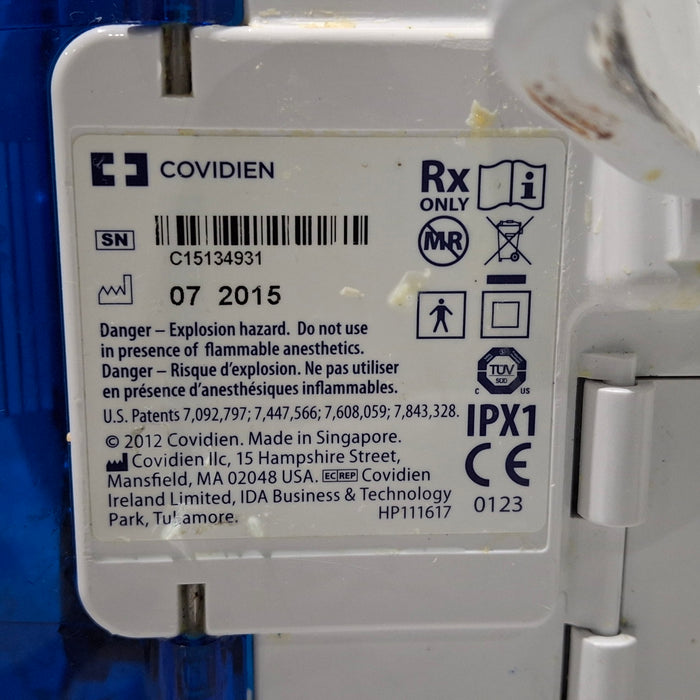 COVIDIEN
Rx
ONLY
SN
C15134931
MR
07 2015
Danger – Explosion hazard. Do not use
in presence of flammable anesthetics.
Danger – Risque d'explosion. Ne pas utiliser
en présence d'anesthésiques inflammables.
TÜV
SÜD
C US
U.S. Patents 7,092,797; 7,447,566; 7,608,059; 7,843,328.
IPX1
© 2012 Covidien. Made in Singapore.
Covidien llc, 15 Hampshire Street,
Mansfield, MA 02048 USA. EC REP Covidien
Ireland Limited, IDA Business & Technology
Park, Tullamore.
HP111617
CE
0123